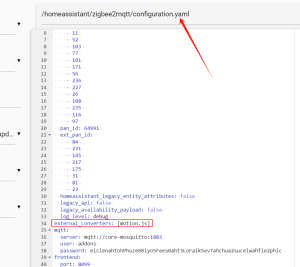 /homeassistant/zigbee2mqtt/configuration.yaml
6 - 11
- 52
8 - 103
9 - 77
10 - 101
11 - 171
12 - 56
13 - 236
14 - 227
15 - 26
16 - 108
17 - 235
18 - 116
19 - 97
20 pan_id: 64991
21 ext_pan_id:
22 - 84
23 - 231
24 - 145
25 - 217
26 - 175
27 - 31
28 - 81
29 - 23
30 homeassistant_legacy_entity_attributes: false
31 legacy_api: false
32 legacy_availability_payload: false
33 log_level: debug
34 external_converters: [motion.js]
35 mqtt:
36 server: mqtt://core-mosquitto:1883
37 user: addons
38 password:
39 frontend:
40 port: 8099
upd...